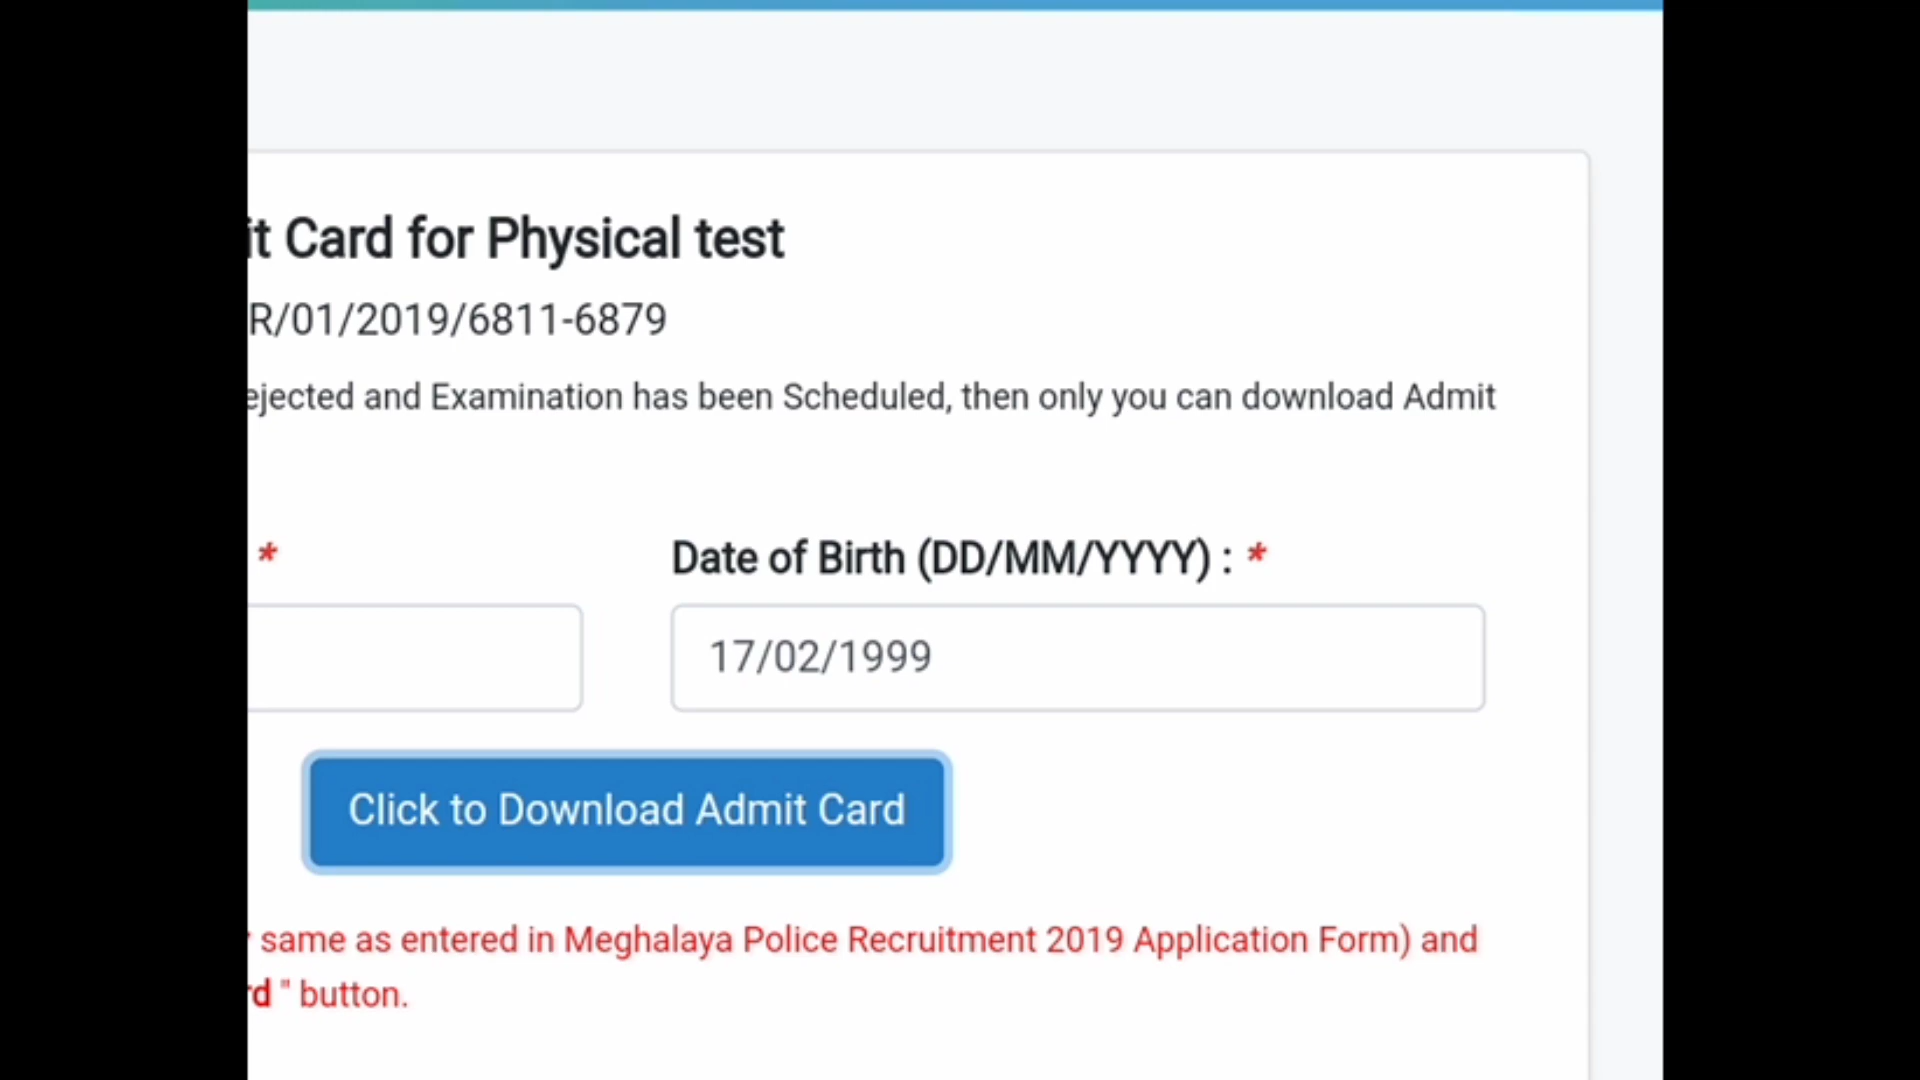 it Card for Physical test
R/01/2019/6811-6879
ejected and Examination has been Scheduled, then only you can download Admit
*
Date of Birth (DD/MM/YYYY) : *
17/02/1999
Click to Download Admit Card
same as entered in Meghalaya Police Recruitment 2019 Application Form) and
rd " button.